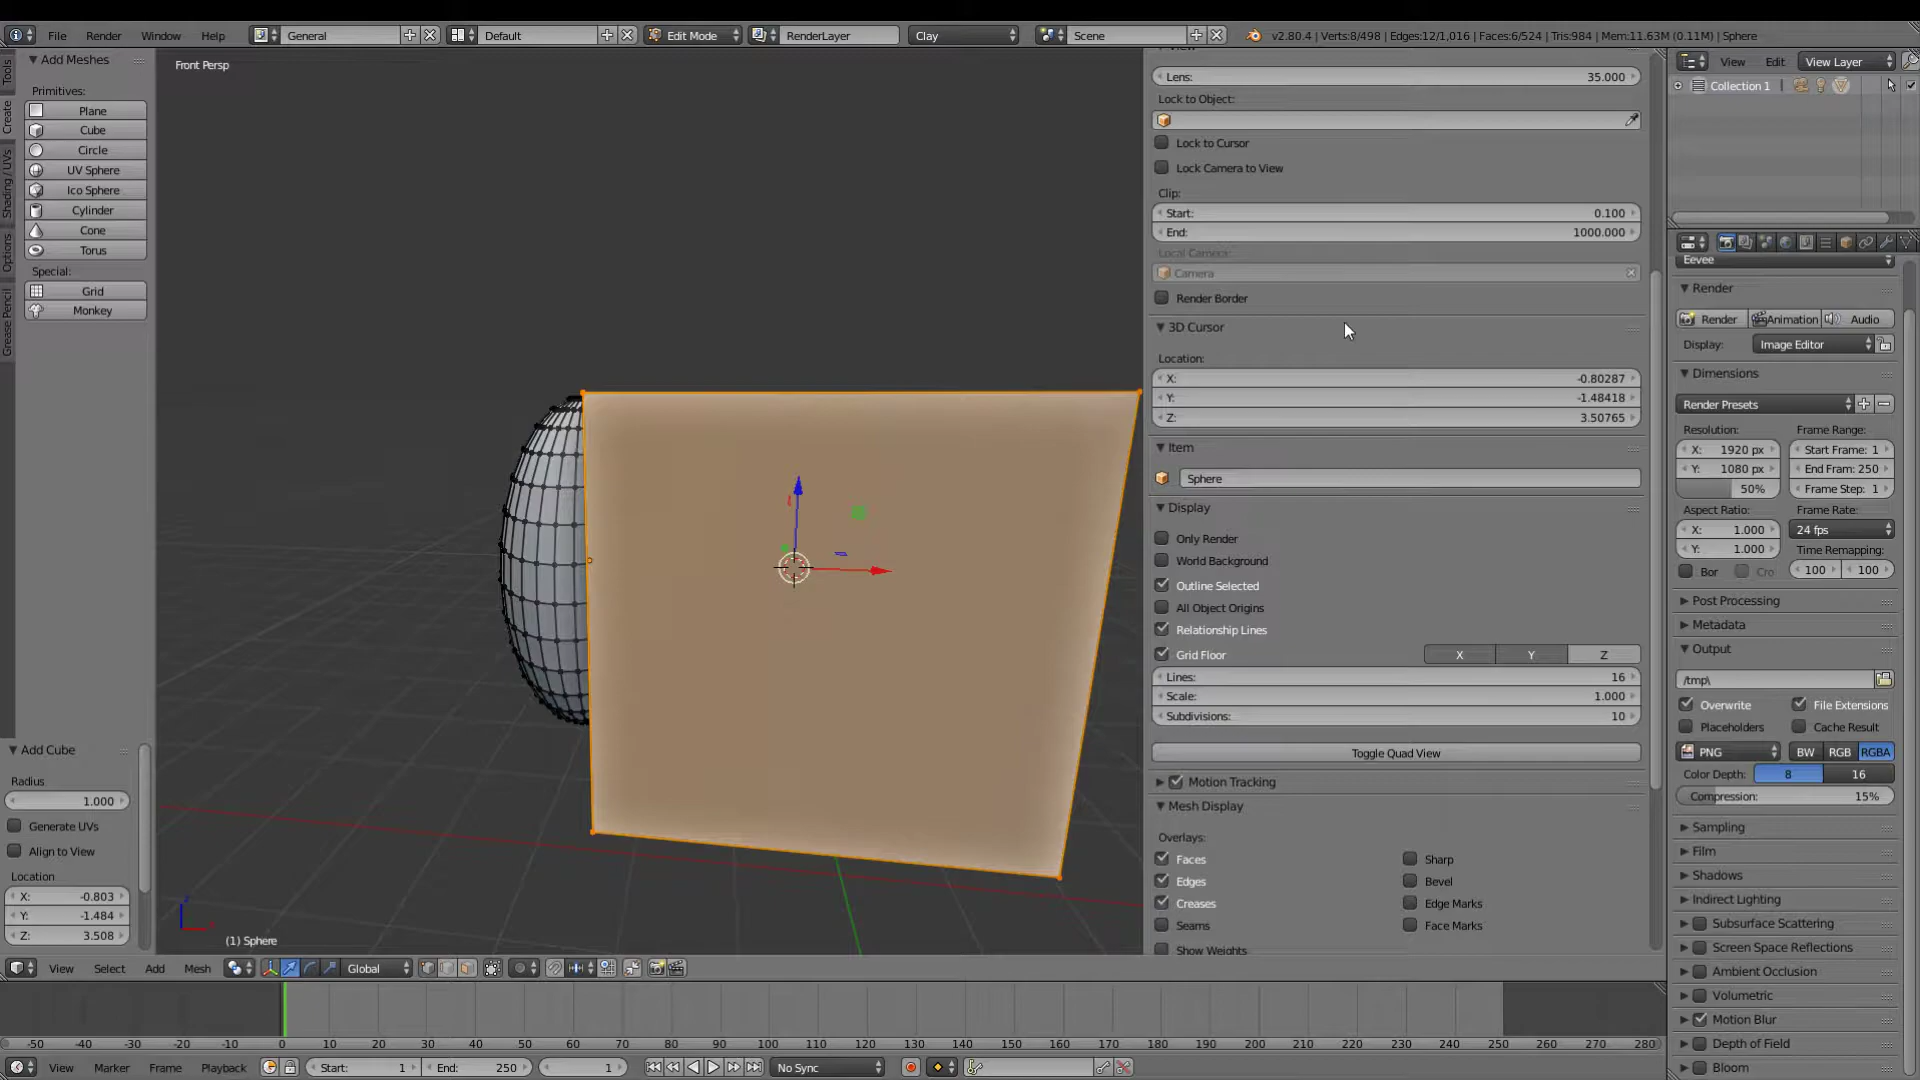 File Render Window Help General Default Edit Mode RenderLayer Clay Scene v2.80.4 | Verts:8/498 | Edges:12/1,016 | Faces:6/524 | Tris:984 | Mem:11.63M (0.11M) | Sphere
Tools
Create
Shading / UVs
Options
Grease Pencil
Add Meshes
Primitives:
Plane
Cube
Circle
UV Sphere
Ico Sphere
Cylinder
Cone
Torus
Special:
Grid
Monkey
Add Cube
Radius
1.000
Generate UVs
Align to View
Location
X: -0.803
Y: -1.484
Z: 3.508
Front Persp
(1) Sphere
View Select Add Mesh Global
Lens: 35.000
Lock to Object:
Lock to Cursor
Lock Camera to View
Clip:
Start: 0.100
End: 1000.000
Local Camera:
Camera
Render Border
3D Cursor
Location:
X: -0.80287
Y: -1.48418
Z: 3.50765
Item
Sphere
Display
Only Render
World Background
Outline Selected
All Object Origins
Relationship Lines
Grid Floor X Y Z
Lines: 16
Scale: 1.000
Subdivisions: 10
Toggle Quad View
Motion Tracking
Mesh Display
Overlays:
Faces Sharp
Edges Bevel
Creases Edge Marks
Seams Face Marks
Show Weights
View Edit View Layer
Collection 1
Eevee
Render
Render Animation Audio
Display: Image Editor
Dimensions
Render Presets
Resolution: Frame Range:
X: 1920 px Start Frame: 1
Y: 1080 px End Fram: 250
50% Frame Step: 1
Aspect Ratio: Frame Rate:
X: 1.000 24 fps
Y: 1.000 Time Remapping:
Bor Cro 100 100
Post Processing
Metadata
Output
/tmp\
Overwrite File Extensions
Placeholders Cache Result
PNG BW RGB RGBA
Color Depth: 8 16
Compression: 15%
Sampling
Film
Shadows
Indirect Lighting
Subsurface Scattering
Screen Space Reflections
Ambient Occlusion
Volumetric
Motion Blur
Depth of Field
Bloom
-50 -40 -30 -20 -10 0 10 20 30 40 50 60 70 80 90 100 110 120 130 140 150 160 170 180 190 200 210 220 230 240 250 260 270 280
View Marker Frame Playback Start: 1 End: 250 1 No Sync